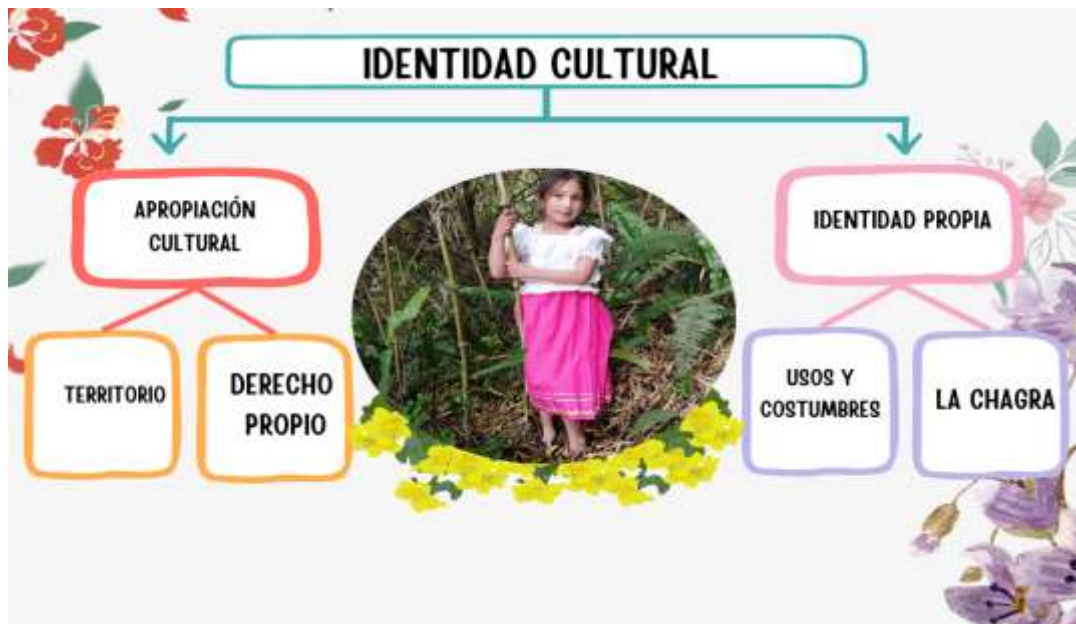 IDENTIDAD CULTURAL
APROPIACIÓN
CULTURAL
IDENTIDAD PROPIA
TERRITORIO
DERECHO
PROPIO
USOS Y
COSTUMBRES
LA CHAGRA